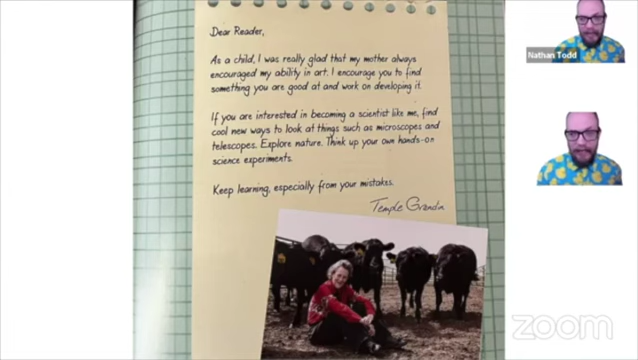 Dear Reader,
As a child, I was really glad that my mother always
encouraged my ability in art. I encourage you to find
something you are good at and work on developing it.
If you are interested in becoming a scientist like me, find
cool new ways to look at things such as microscopes and
telescopes. Explore nature. Think up your own hands-on
science experiments.
Keep learning, especially from your mistakes.
Temple Grandin
Nathan Todd
zoom